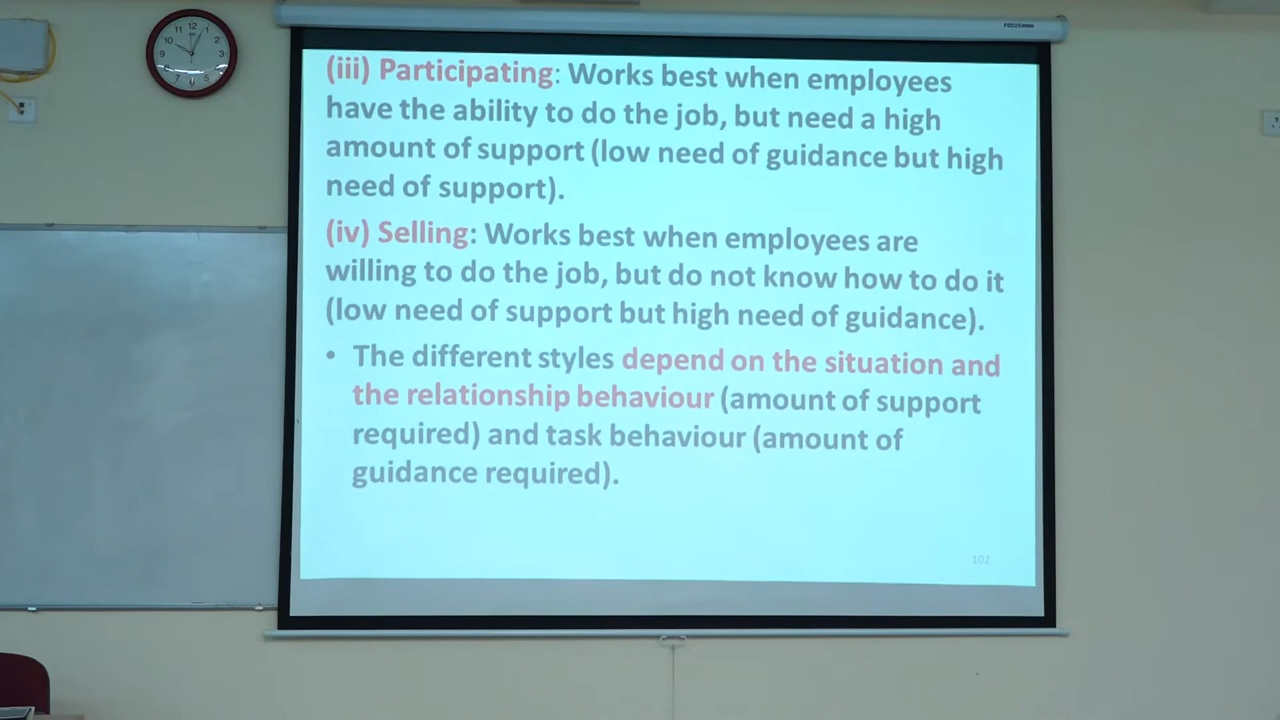 (iii) Participating: Works best when employees
have the ability to do the job, but need a high
amount of support (low need of guidance but high
need of support).
(iv) Selling: Works best when employees are
willing to do the job, but do not know how to do it
(low need of support but high need of guidance).
• The different styles depend on the situation and
the relationship behaviour (amount of support
required) and task behaviour (amount of
guidance required).
102